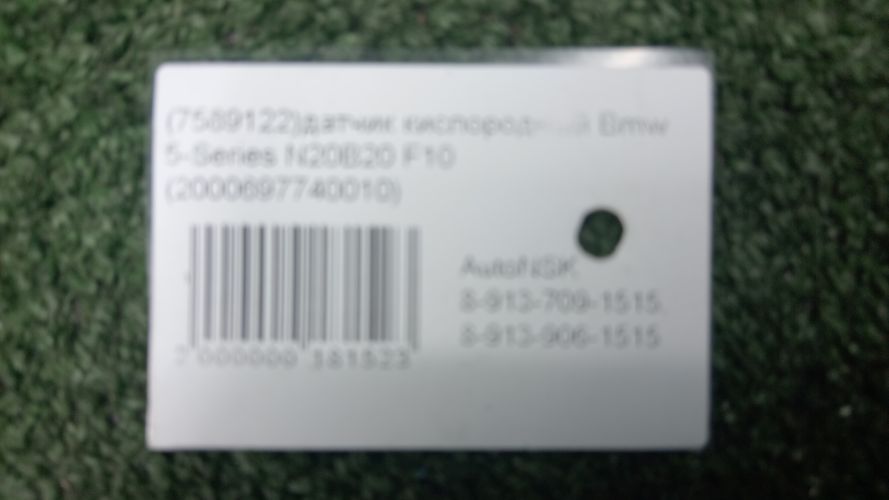 (7589122)датчик кислородный Bmw
5-Series N20B20 F10
(2000697740010)
AutoNSK
8-913-709-1515.
8-913-906-1515